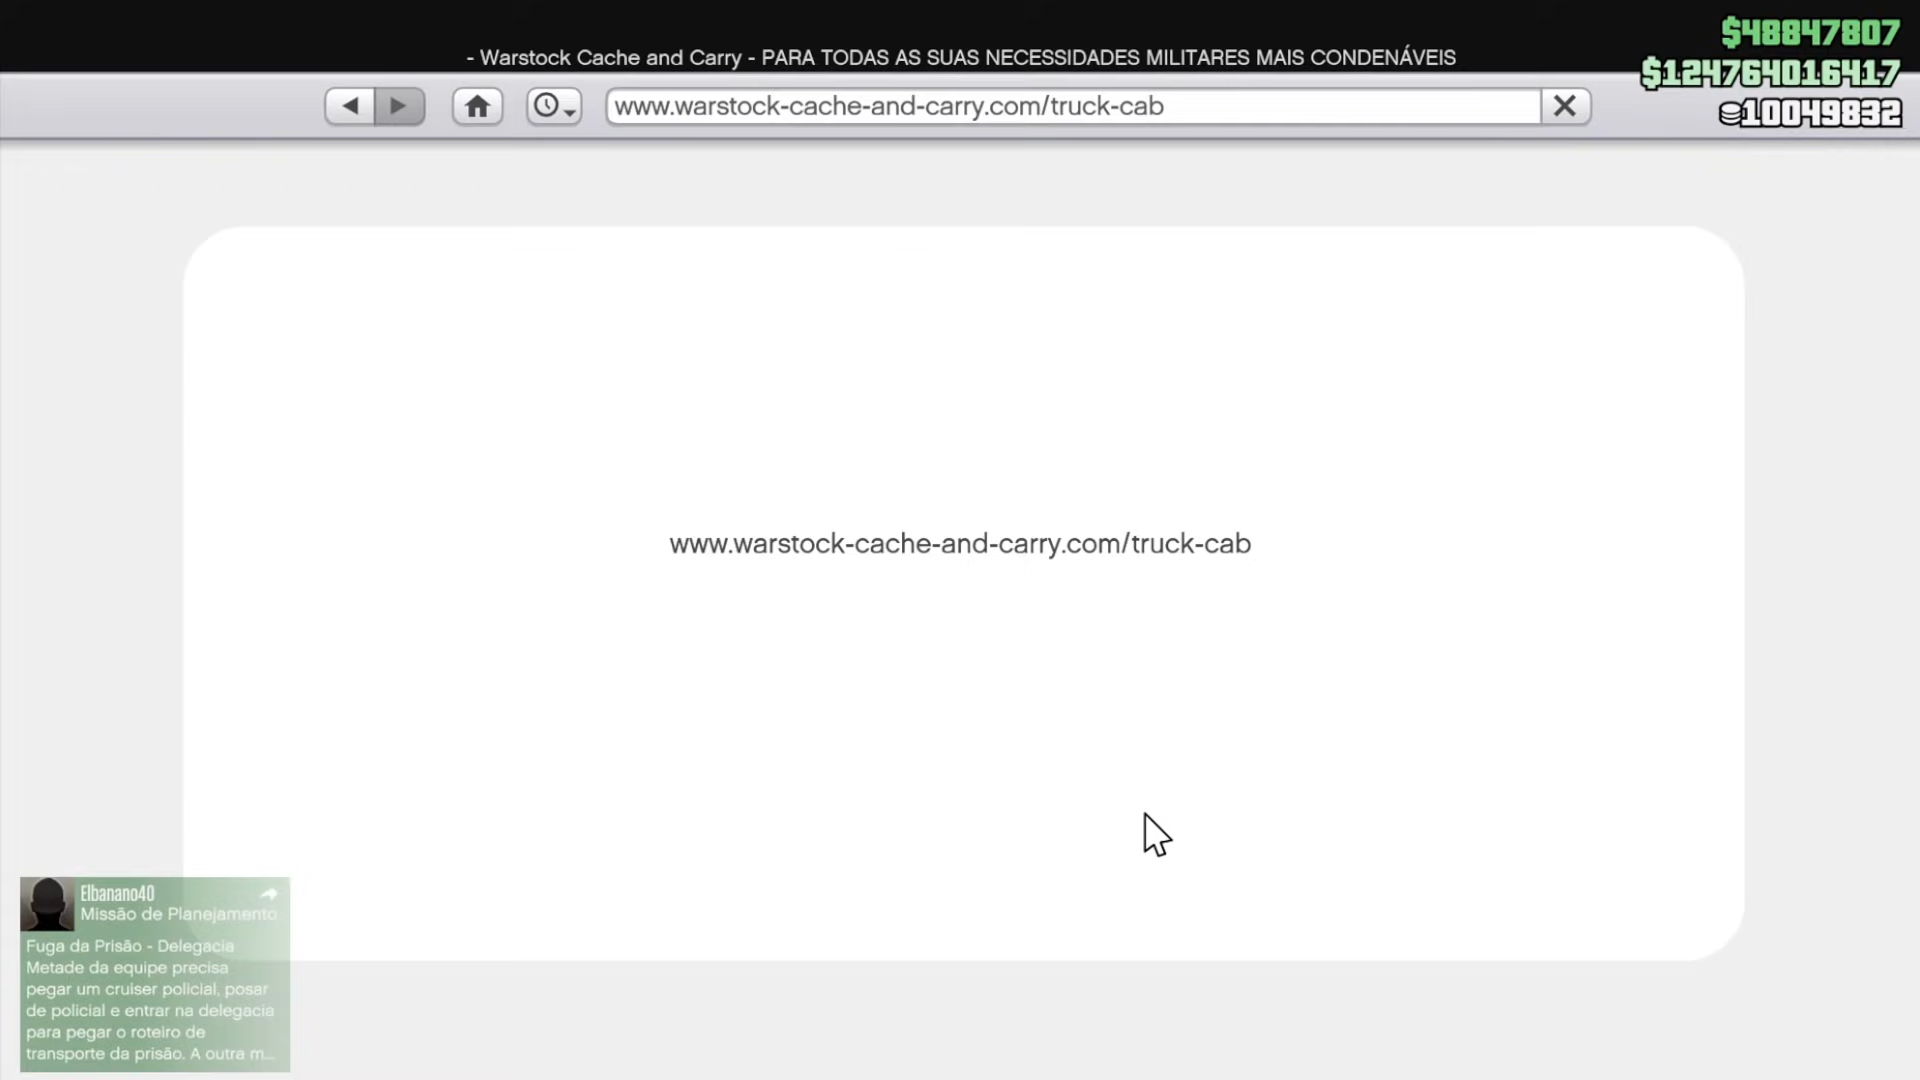 - Warstock Cache and Carry - PARA TODAS AS SUAS NECESSIDADES MILITARES MAIS CONDENÁVEIS
$48847807
$124764016417
10049832
www.warstock-cache-and-carry.com/truck-cab
www.warstock-cache-and-carry.com/truck-cab
Elbanano40
Missão de Planejamento
Fuga da Prisão - Delegacia
Metade da equipe precisa
pegar um cruiser policial, posar
de policial e entrar na delegacia
para pegar o roteiro de
transporte da prisão. A outra m...